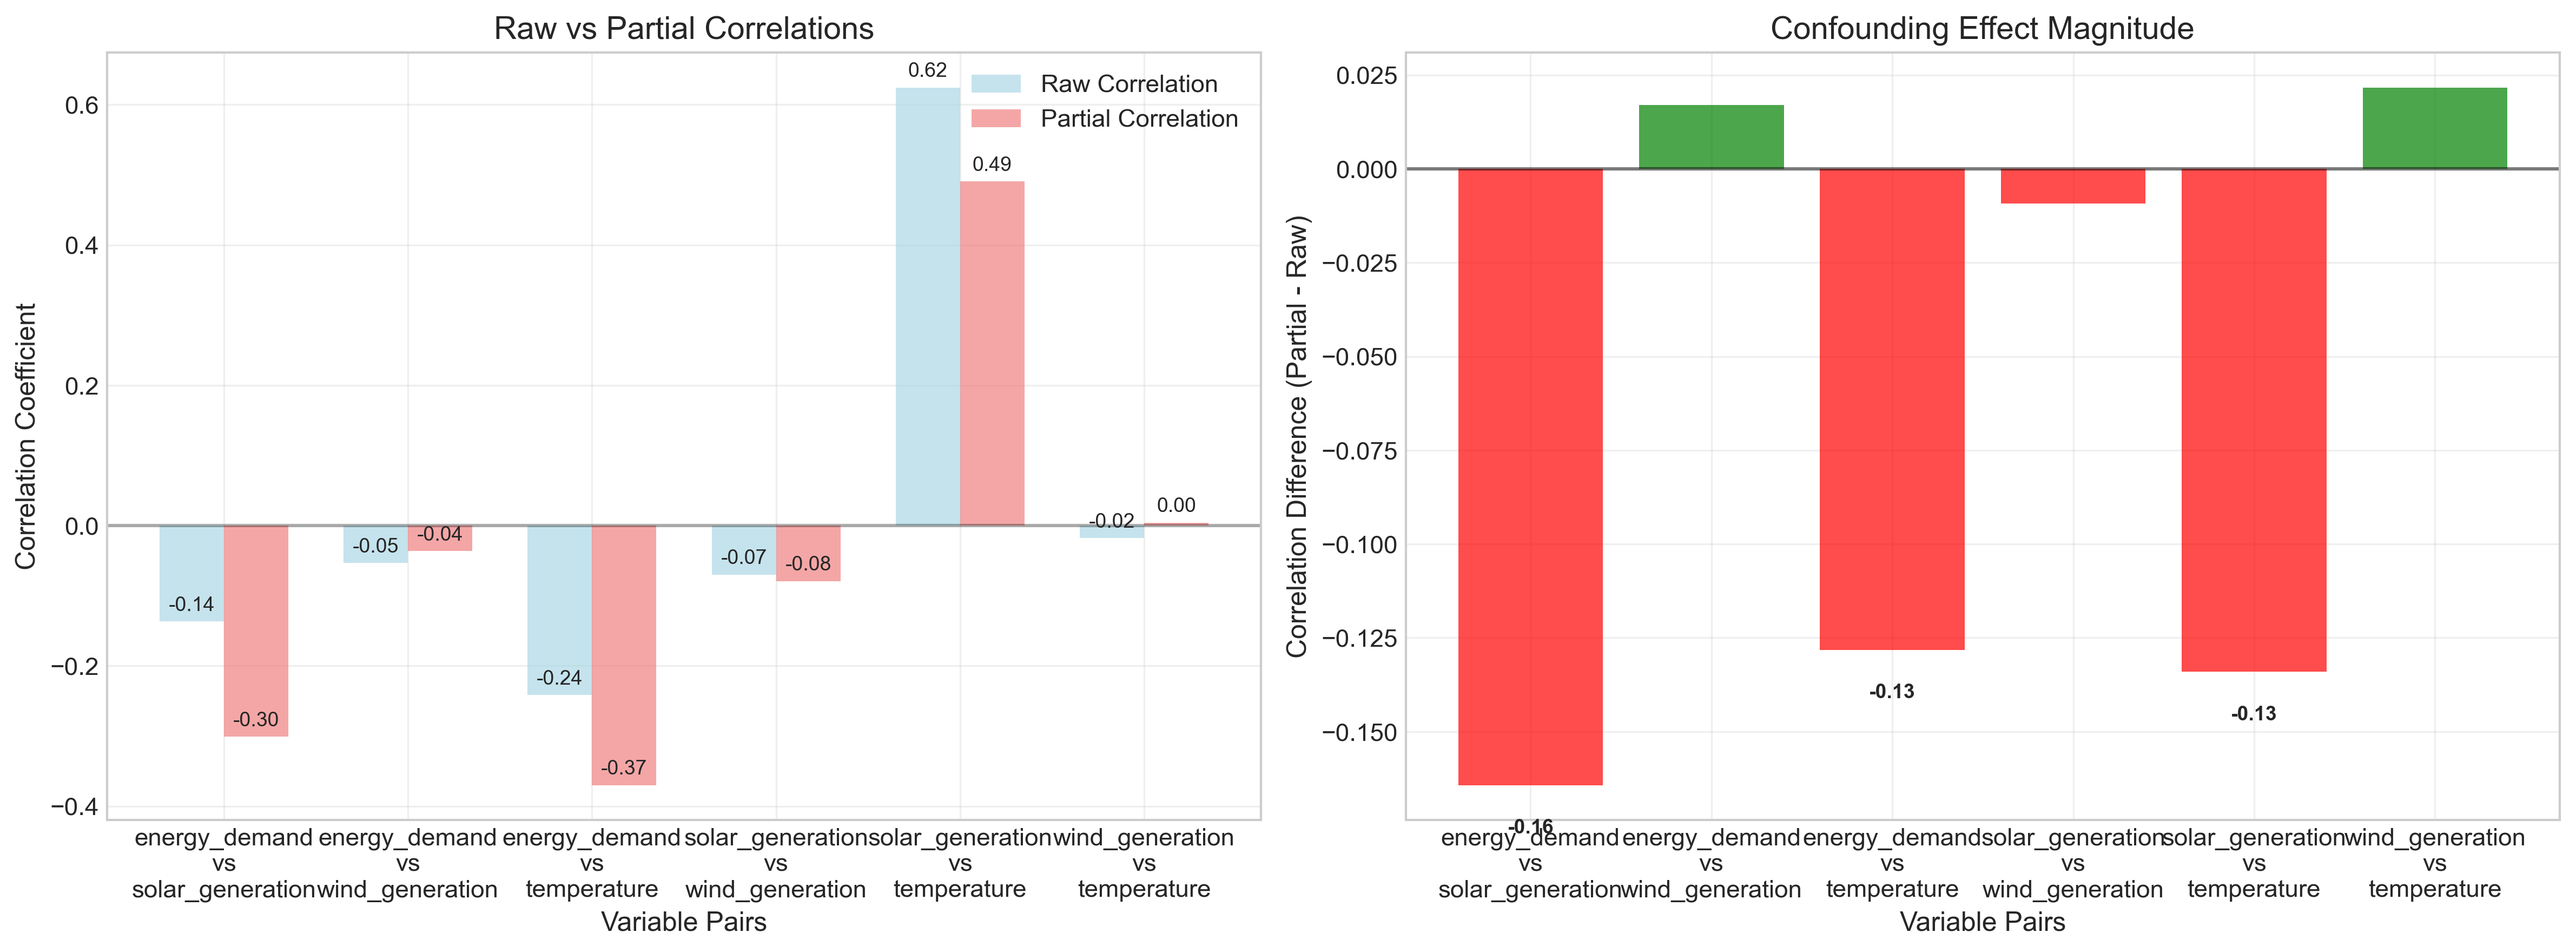 Raw vs Partial Correlations
Raw Correlation
Partial Correlation
Correlation Coefficient
0.6
0.4
0.2
0.0
−0.2
−0.4
-0.14
-0.30
-0.05
-0.04
-0.24
-0.37
-0.07
-0.08
0.62
0.49
-0.02
0.00
energy_demand
vs
solar_generation
energy_demand
vs
wind_generation
energy_demand
vs
temperature
solar_generation
vs
wind_generation
solar_generation
vs
temperature
wind_generation
vs
temperature
Variable Pairs
Confounding Effect Magnitude
Correlation Difference (Partial - Raw)
0.025
0.000
−0.025
−0.050
−0.075
−0.100
−0.125
−0.150
-0.16
-0.13
-0.13
energy_demand
vs
solar_generation
energy_demand
vs
wind_generation
energy_demand
vs
temperature
solar_generation
vs
wind_generation
solar_generation
vs
temperature
wind_generation
vs
temperature
Variable Pairs